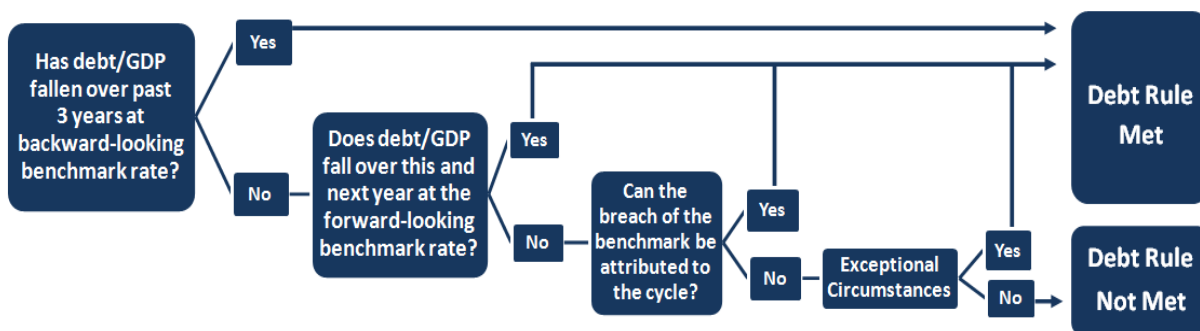 Has debt/GDP
fallen over past
3 years at
backward-looking
benchmark rate?
Yes
No
Does debt/GDP
fall over this and
next year at the
forward-looking
benchmark rate?
Yes
No
Can the
breach of the
benchmark be
attributed to
the cycle?
Yes
No
Exceptional
Circumstances
Yes
No
Debt Rule
Met
Debt Rule
Not Met